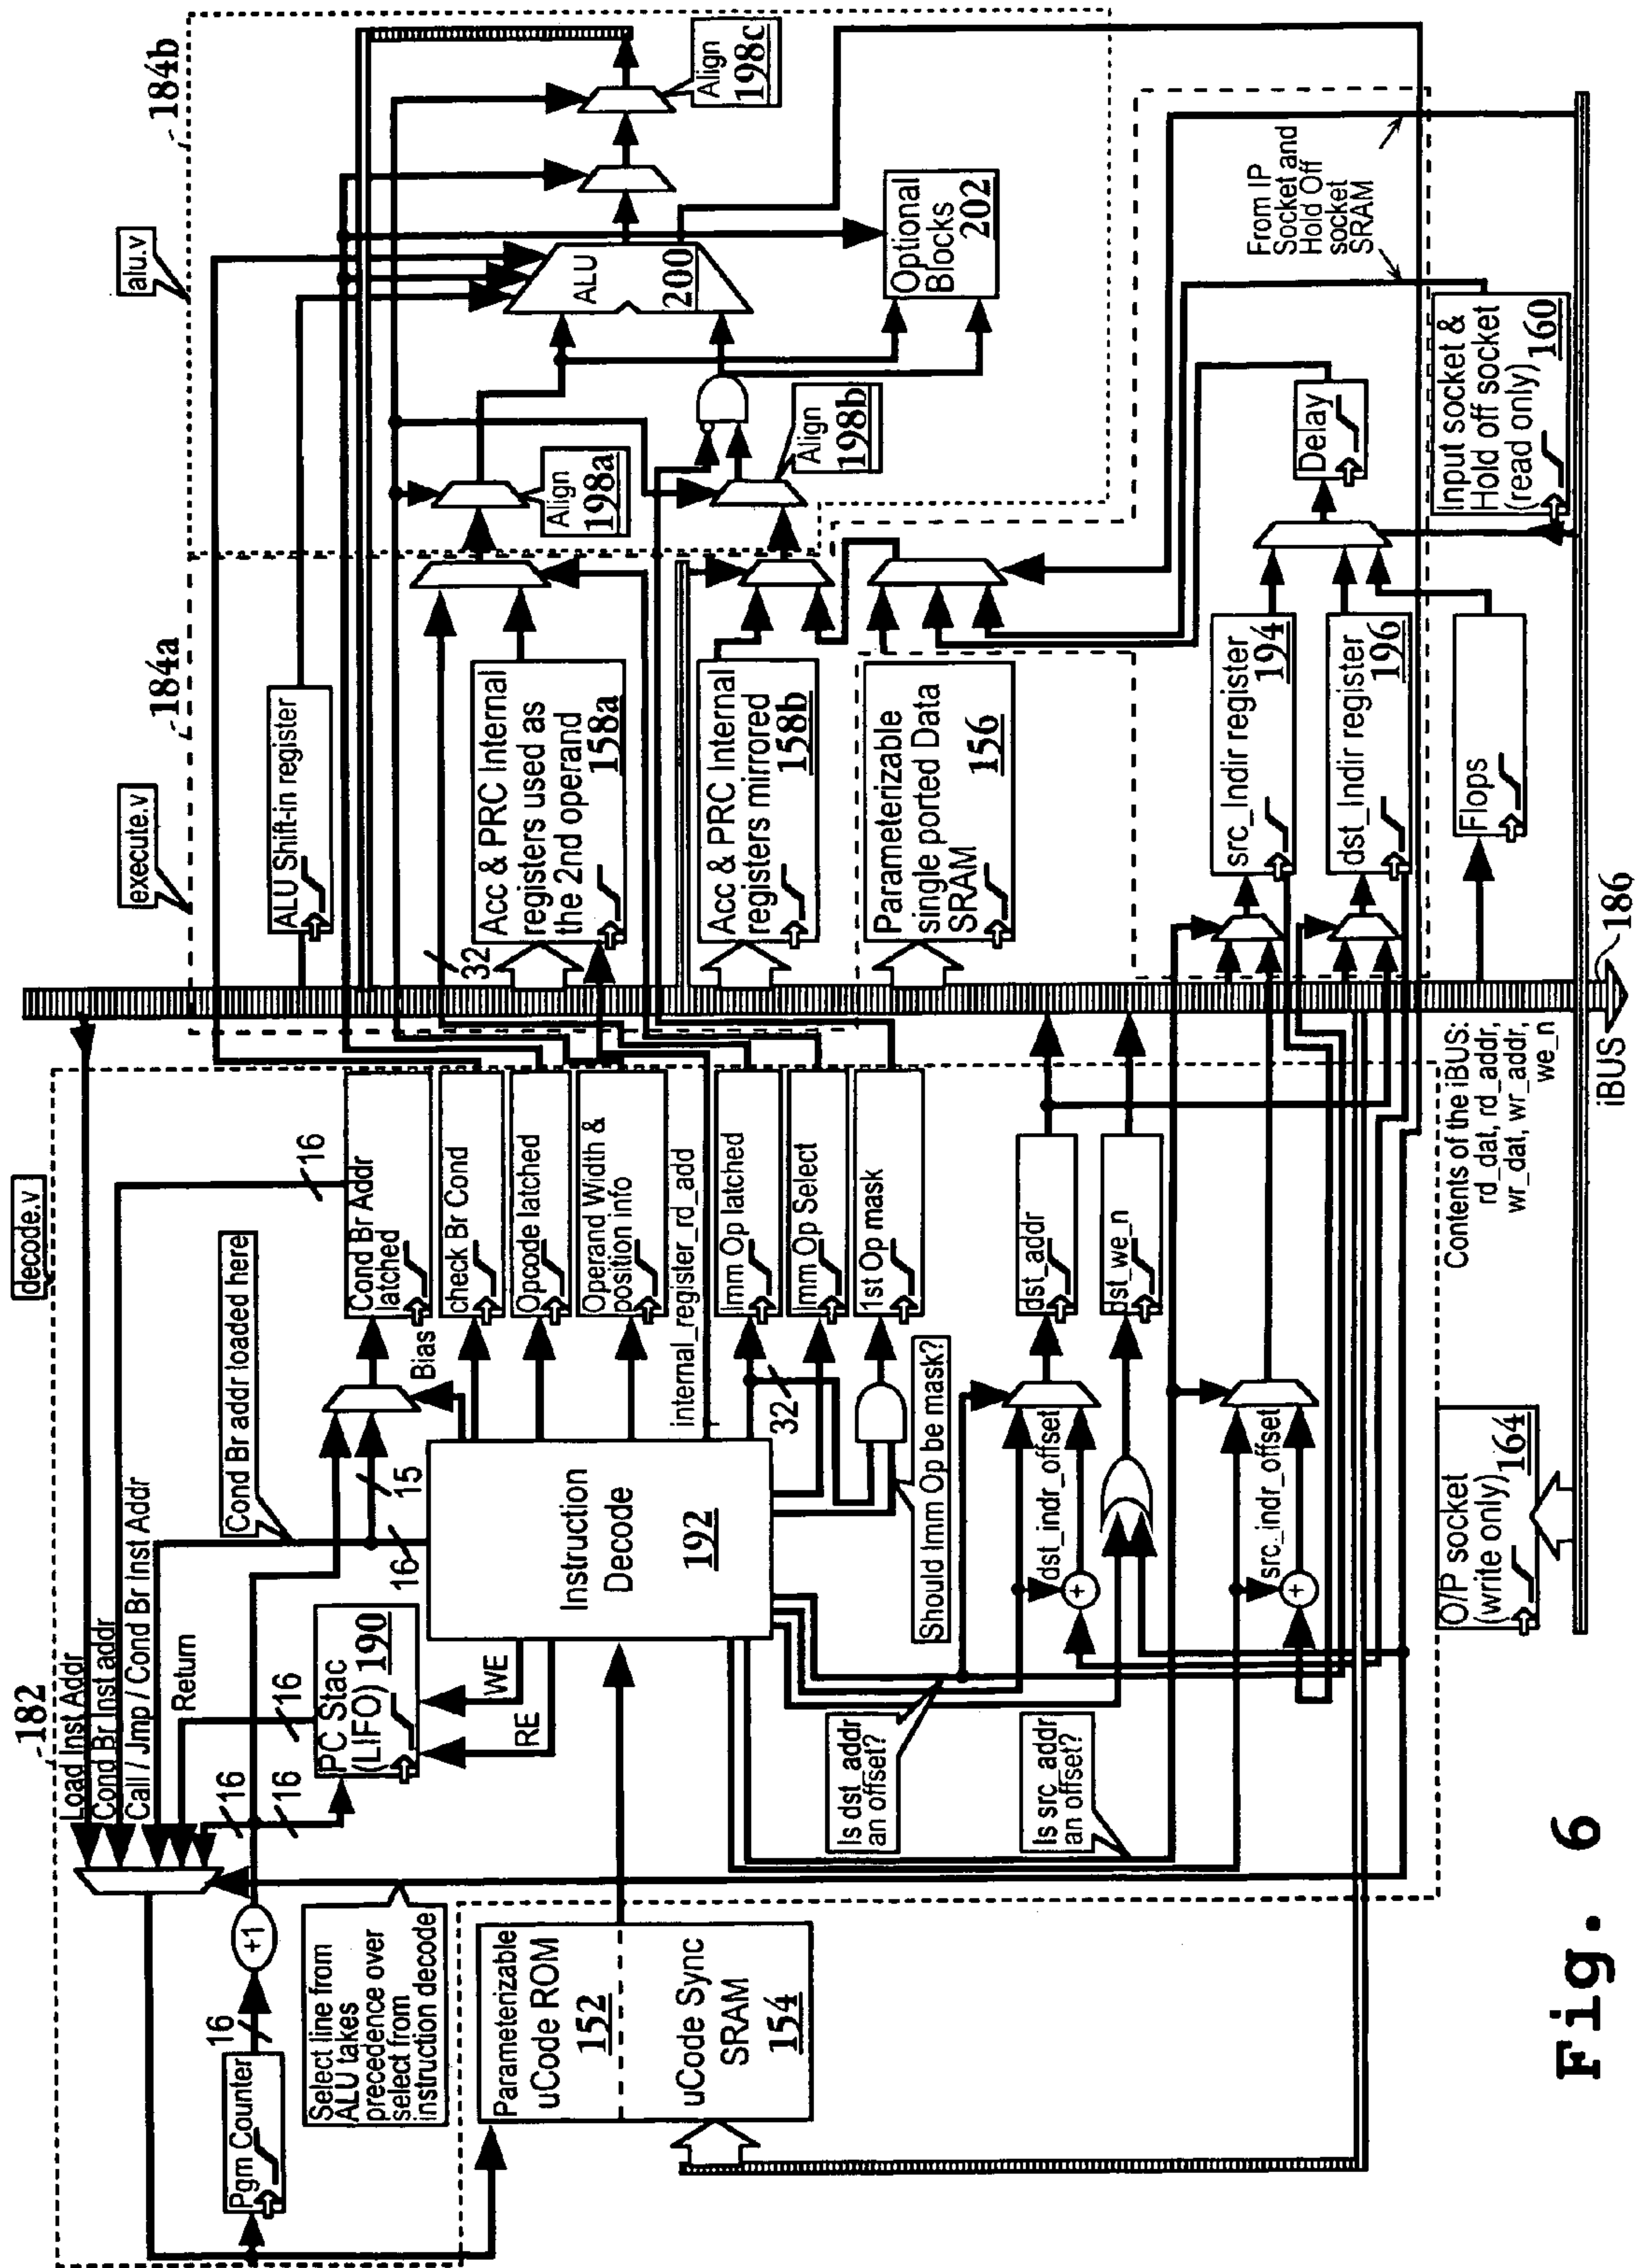 182
decode.v
Load Inst Addr
Cond Br Inst addr
Call / Jmp / Cond Br Inst Addr
Return
16
16
16
Cond Br addr loaded here
16
Pgm Counter
16
+1
Select line from
ALU takes
precedence over
select from
instruction decode
PC Stac
(LIFO) 190
WE
RE
16
15
Bias
Cond Br Addr
latched
check Br Cond
Opcode latched
Operand Width &
position info
internal_register_rd_add
Imm Op latched
Imm Op Select
1st Op mask
32
Should Imm Op be mask?
Instruction
Decode
192
Parameterizable
uCode ROM
152
uCode Sync
SRAM
154
Is dst_addr
an offset?
Is src_addr
an offset?
dst_indr_offset
+
src_indr_offset
+
dst_addr
dst_we_n
O/P socket
(write only) 164
Contents of the iBUS:
rd_dat, rd_addr,
wr_dat, wr_addr,
we_n
iBUS
186
execute.v
184a
alu.v
184b
ALU Shift-in register
32
Acc & PRC Internal
registers used as
the 2nd operand
158a
Acc & PRC Internal
registers mirrored
158b
Parameterizable
single ported Data
SRAM
156
src_Indir register
194
dst_Indir register
196
Flops
Align
198a
Align
198b
Align
198c
ALU
200
Optional
Blocks
202
Delay
From IP
Socket and
Hold Off
socket
SRAM
Input socket &
Hold off socket
(read only) 160
Fig. 6